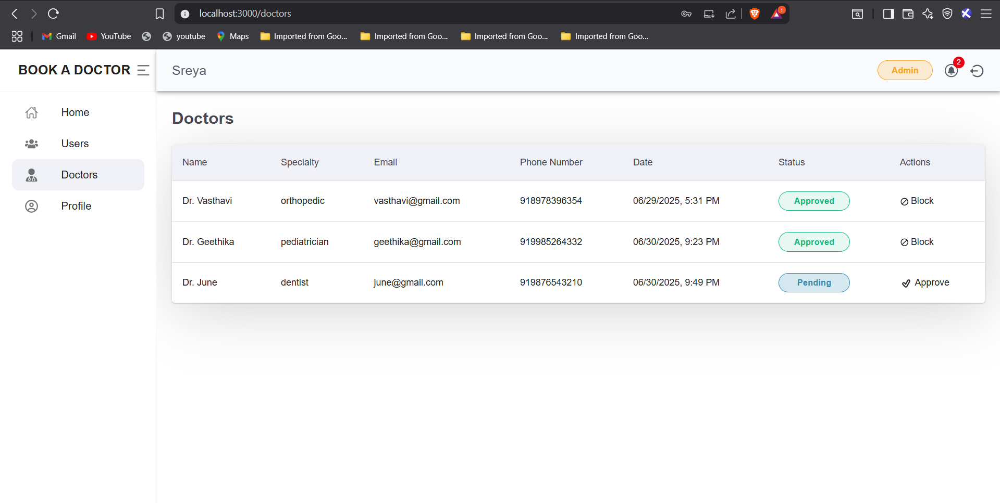 localhost:3000/doctors
1
Gmail YouTube youtube Maps Imported from Goo... Imported from Goo... Imported from Goo... Imported from Goo...
BOOK A DOCTOR
Sreya
Admin
2
Home
Users
Doctors
Profile
Doctors
Name Specialty Email Phone Number Date Status Actions
Dr. Vasthavi orthopedic vasthavi@gmail.com 918978396354 06/29/2025, 5:31 PM Approved Block
Dr. Geethika pediatrician geethika@gmail.com 919985264332 06/30/2025, 9:23 PM Approved Block
Dr. June dentist june@gmail.com 919876543210 06/30/2025, 9:49 PM Pending Approve